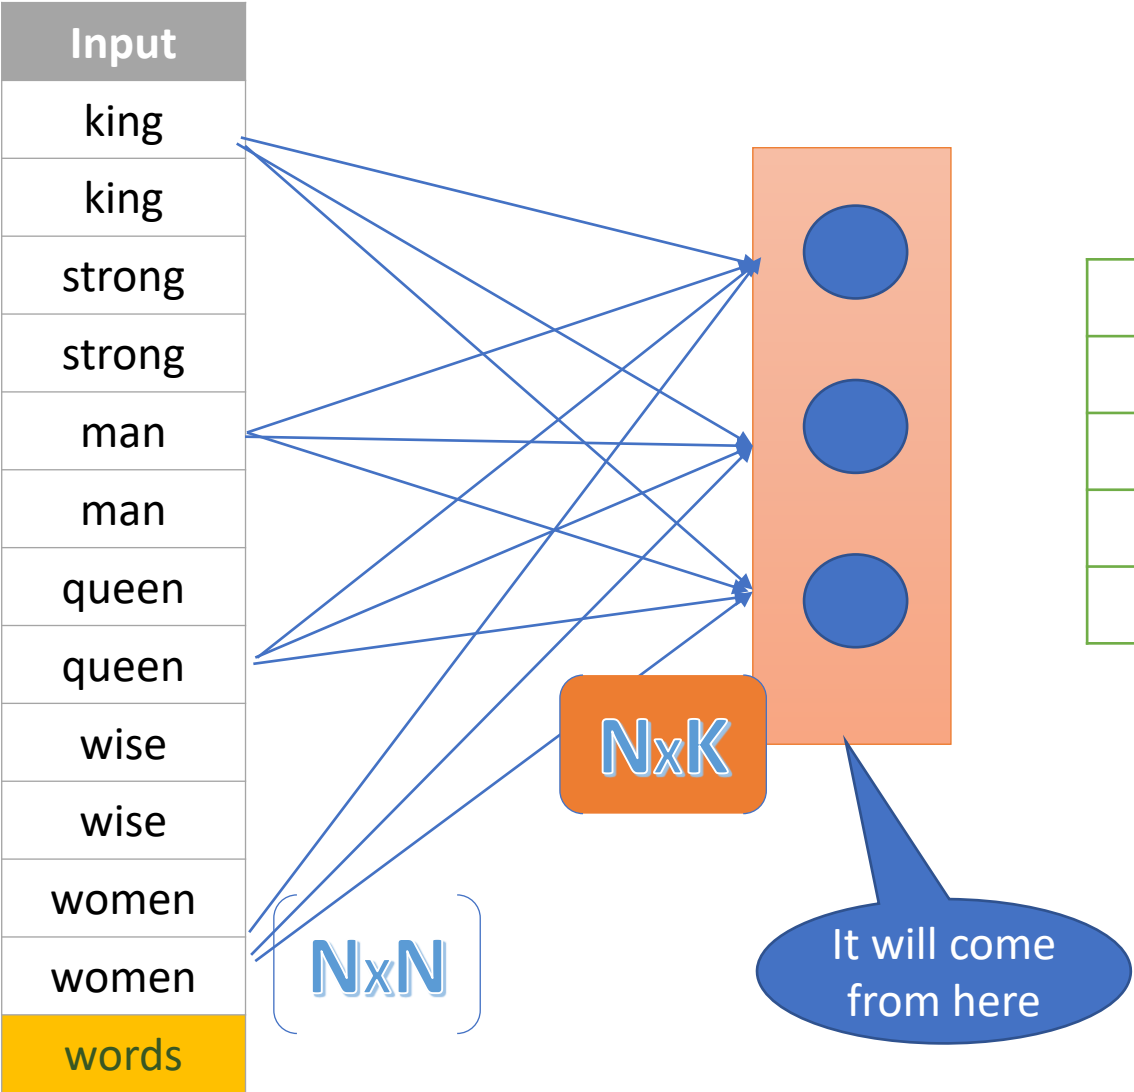 Input
king
king
strong
strong
man
man
queen
queen
wise
wise
women
women
words
NxK
NxN
It will come
from here